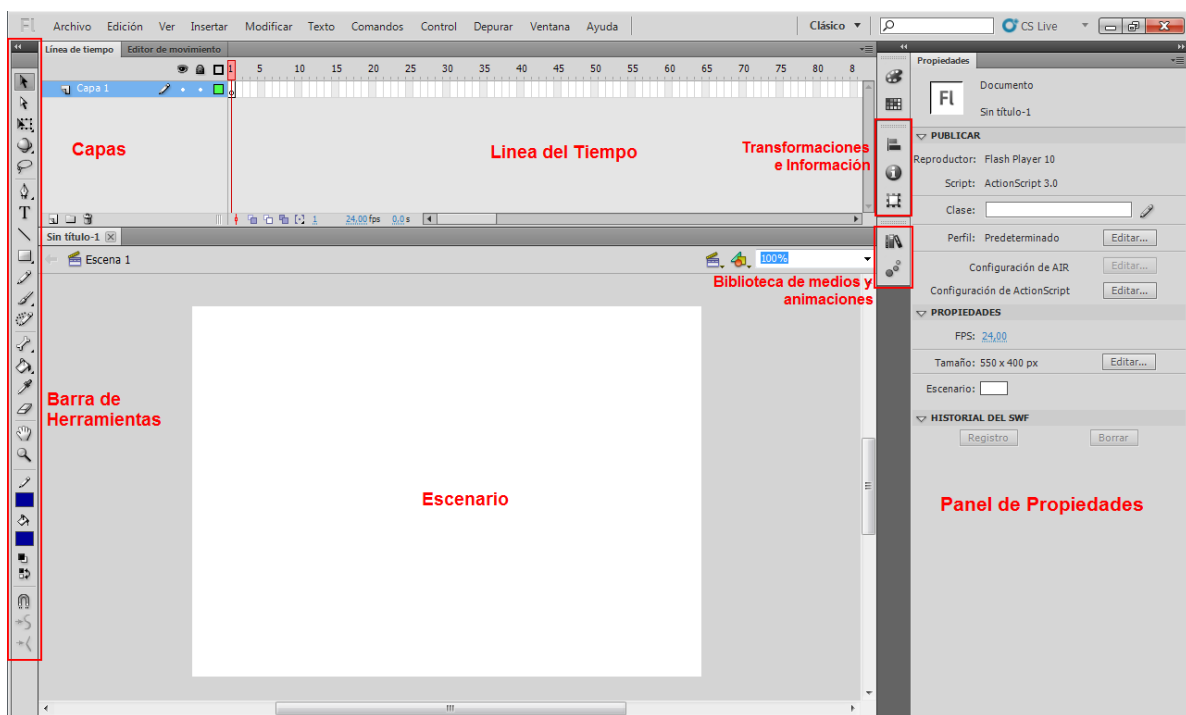 Fl Archivo Edición Ver Insertar Modificar Texto Comandos Control Depurar Ventana Ayuda Clásico CS Live
Línea de tiempo Editor de movimiento
1 5 10 15 20 25 30 35 40 45 50 55 60 65 70 75 80 8
Capa 1
Capas
Linea del Tiempo
Transformaciones
e Información
1 24,00 fps 0,0 s
Sin título-1
Escena 1
100%
Biblioteca de medios y
animaciones
Barra de
Herramientas
T
Escenario
Propiedades
Fl
Documento
Sin título-1
PUBLICAR
Reproductor: Flash Player 10
Script: ActionScript 3.0
Clase:
Perfil: Predeterminado Editar...
Configuración de AIR Editar...
Configuración de ActionScript Editar...
PROPIEDADES
FPS: 24,00
Tamaño: 550 x 400 px Editar...
Escenario:
HISTORIAL DEL SWF
Registro Borrar
Panel de Propiedades